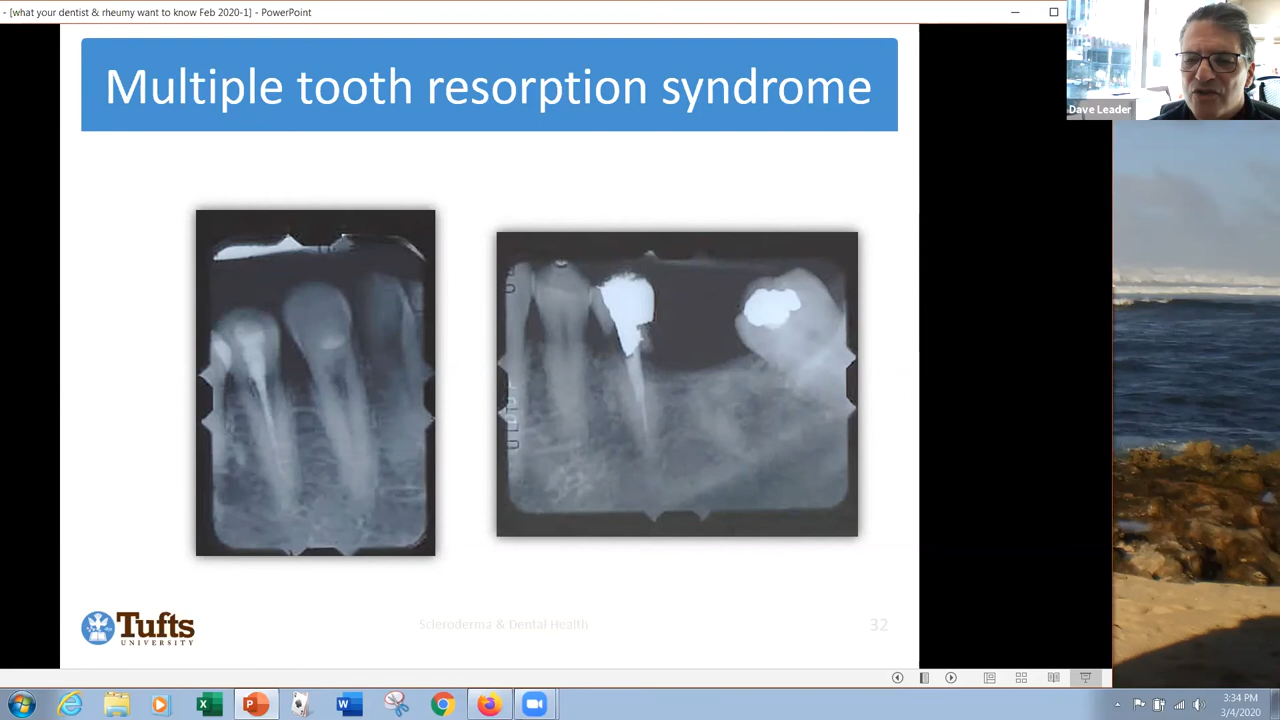 - [what your dentist & rheumy want to know Feb 2020-1] - PowerPoint
Dave Leader
Multiple tooth resorption syndrome
Tufts
UNIVERSITY
Scleroderma & Dental Health
32
3:34 PM
3/4/2020